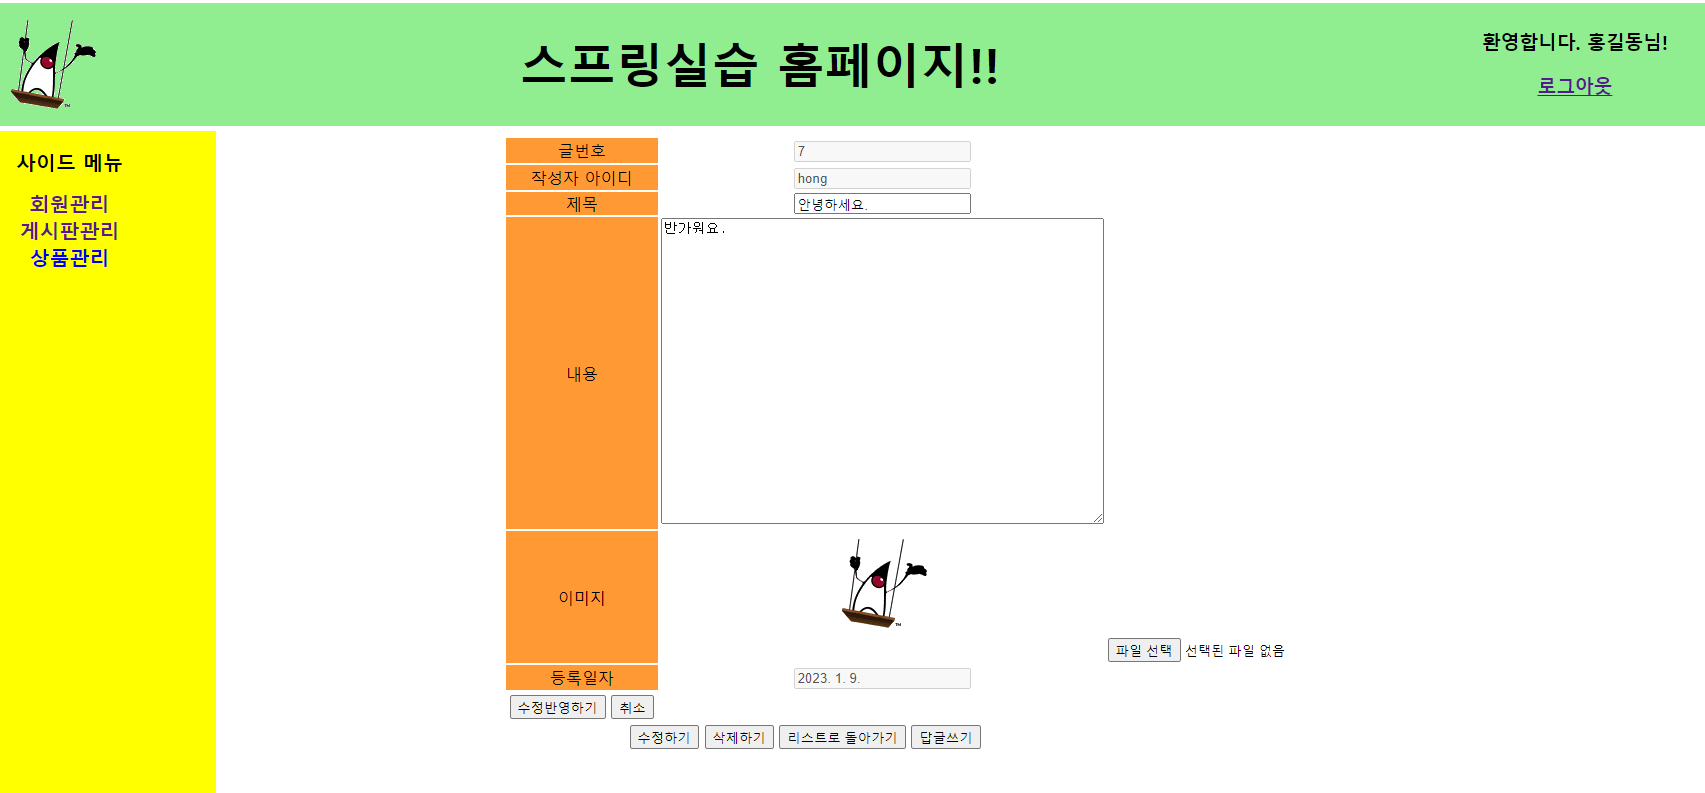 스프링실습 홈페이지!!
환영합니다. 홍길동님!
로그아웃
사이드 메뉴
회원관리
게시판관리
상품관리
글번호 7
작성자 아이디 hong
제목 안녕하세요.
내용 반가워요.
이미지
TM
파일 선택 선택된 파일 없음
등록일자 2023. 1. 9.
수정반영하기 취소
수정하기 삭제하기 리스트로 돌아가기 답글쓰기